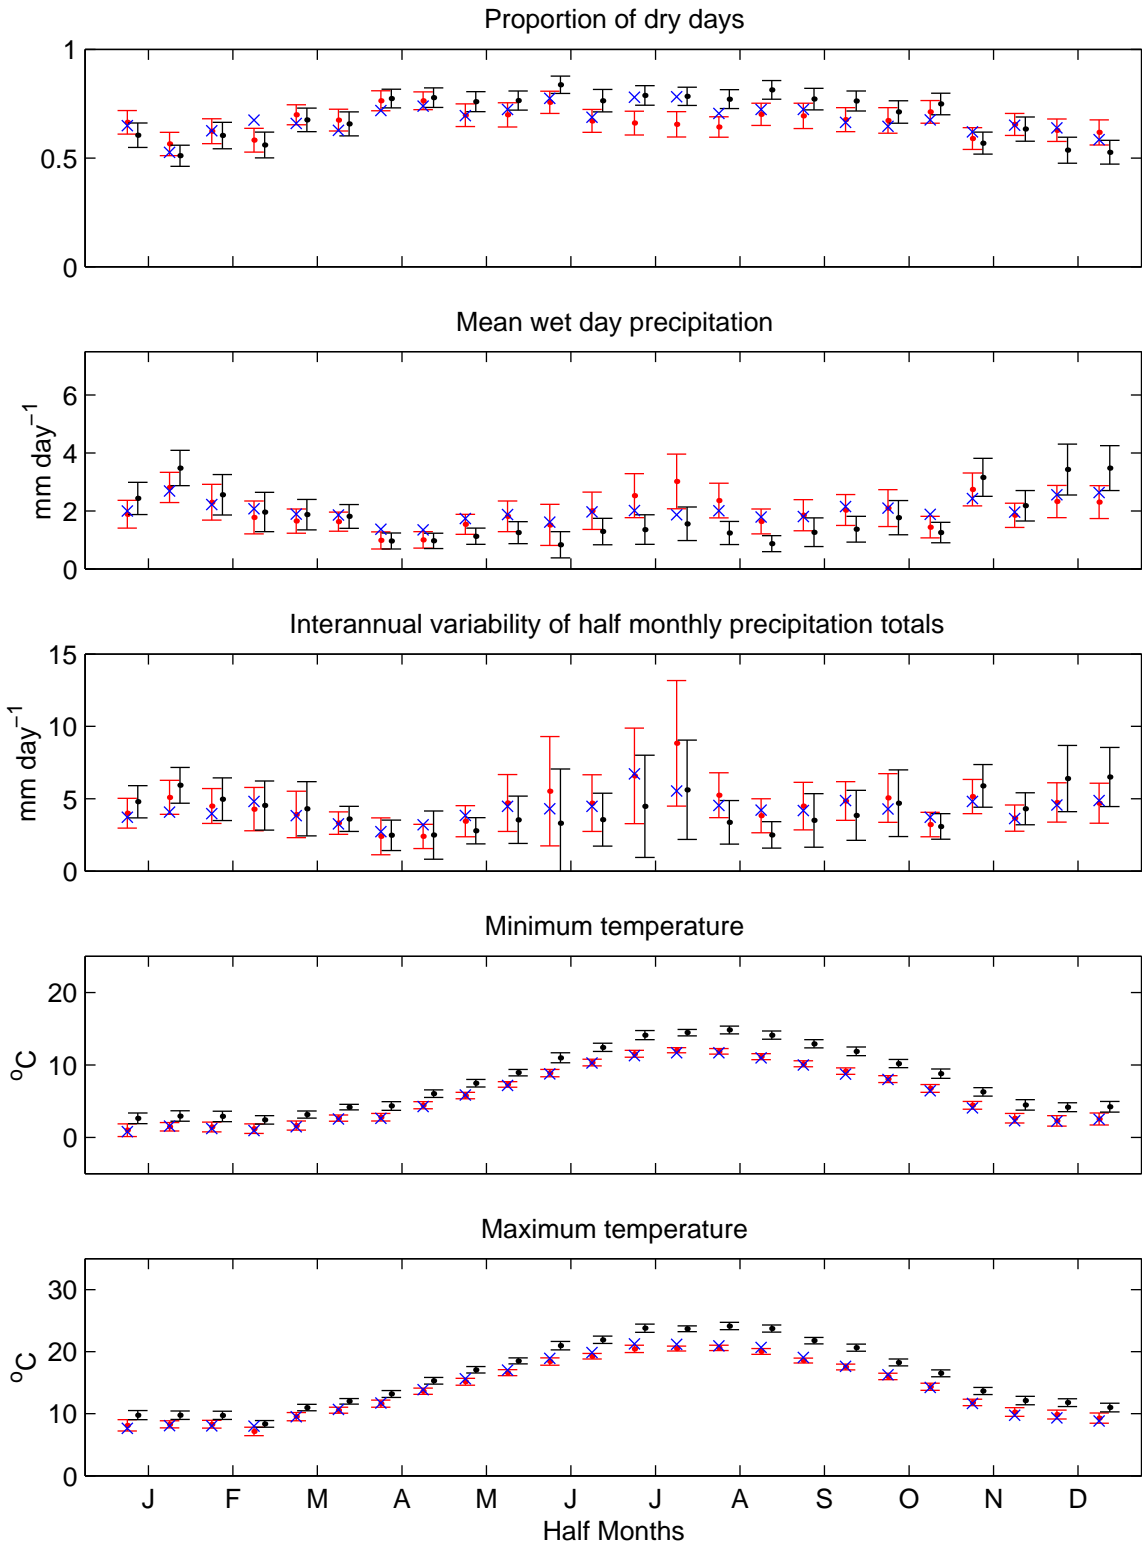 Proportion of dry days
1
0.5
0
Mean wet day precipitation
6
4
2
0
mm day−1
Interannual variability of half monthly precipitation totals
15
10
5
0
mm day−1
Minimum temperature
20
10
0
oC
Maximum temperature
30
20
10
0
oC
J F M A M J J A S O N D
Half Months